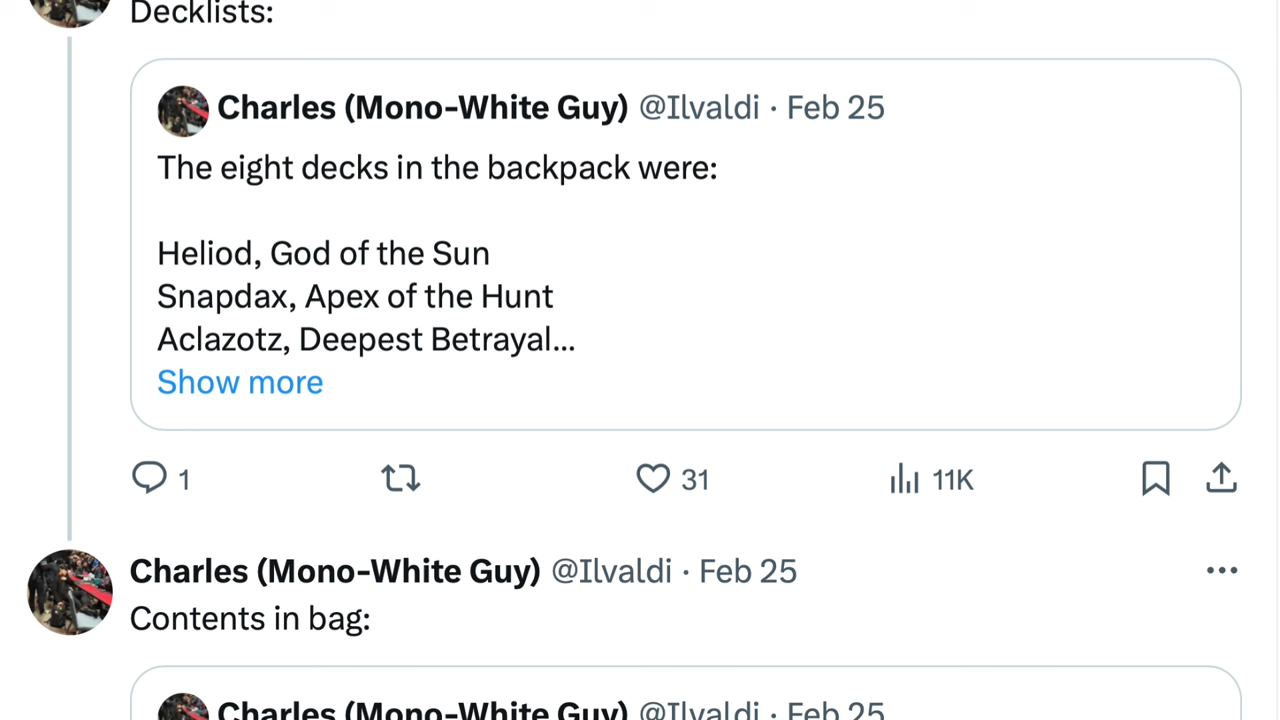 Decklists:
Charles (Mono-White Guy) @Ilvaldi · Feb 25
The eight decks in the backpack were:
Heliod, God of the Sun
Snapdax, Apex of the Hunt
Aclazotz, Deepest Betrayal...
Show more
1 31 11K
Charles (Mono-White Guy) @Ilvaldi · Feb 25
Contents in bag:
Charles (Mono-White Guy) @Ilvaldi · Feb 25